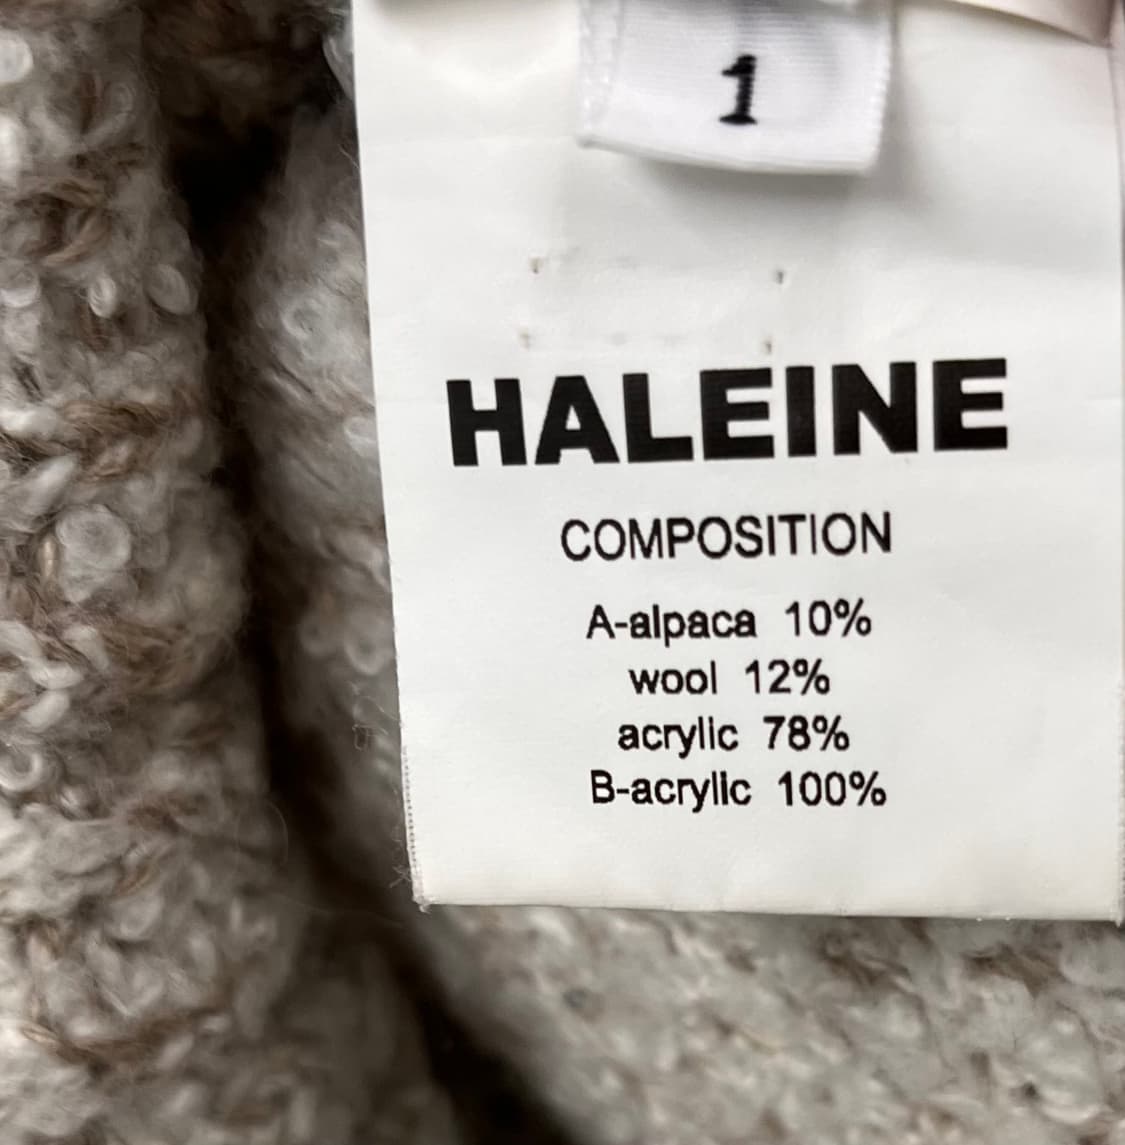 1
HALEINE
COMPOSITION
A-alpaca 10%
wool 12%
acrylic 78%
B-acrylic 100%